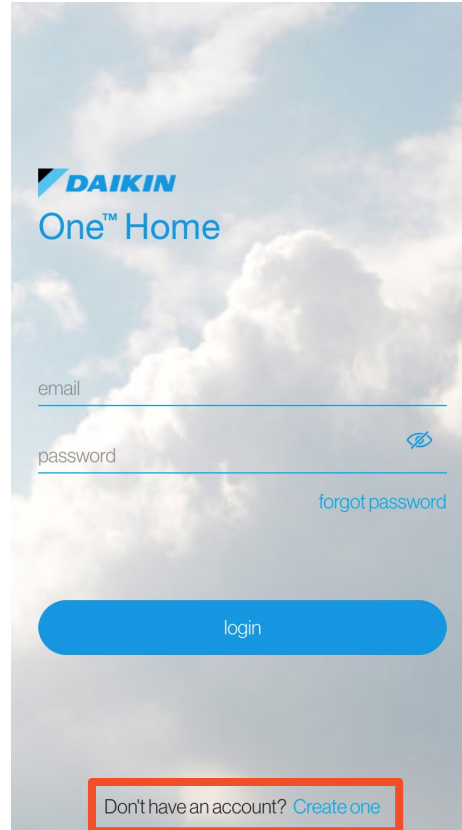 DAIKIN
One™ Home
email
password
forgot password
login
Don't have an account? Create one